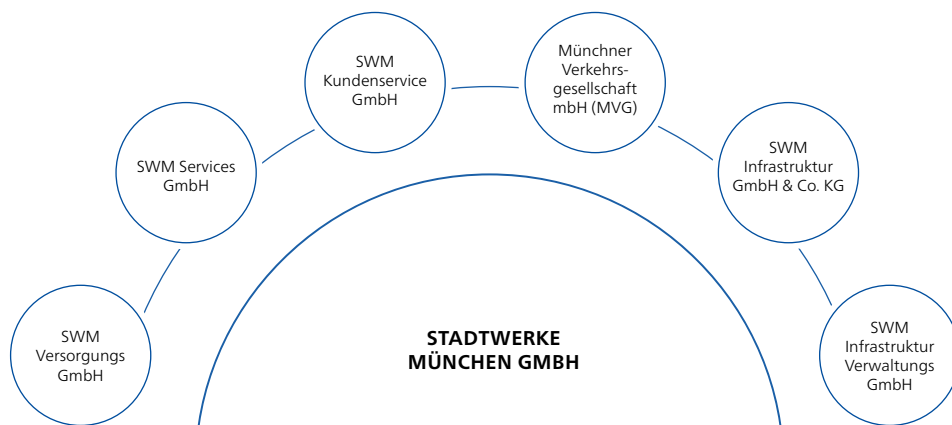 SWM
Kundenservice
GmbH
Münchner
Verkehrs-
gesellschaft
mbH (MVG)
SWM Services
GmbH
SWM
Infrastruktur
GmbH & Co. KG
SWM
Versorgungs
GmbH
STADTWERKE
MÜNCHEN GMBH
SWM
Infrastruktur
Verwaltungs
GmbH